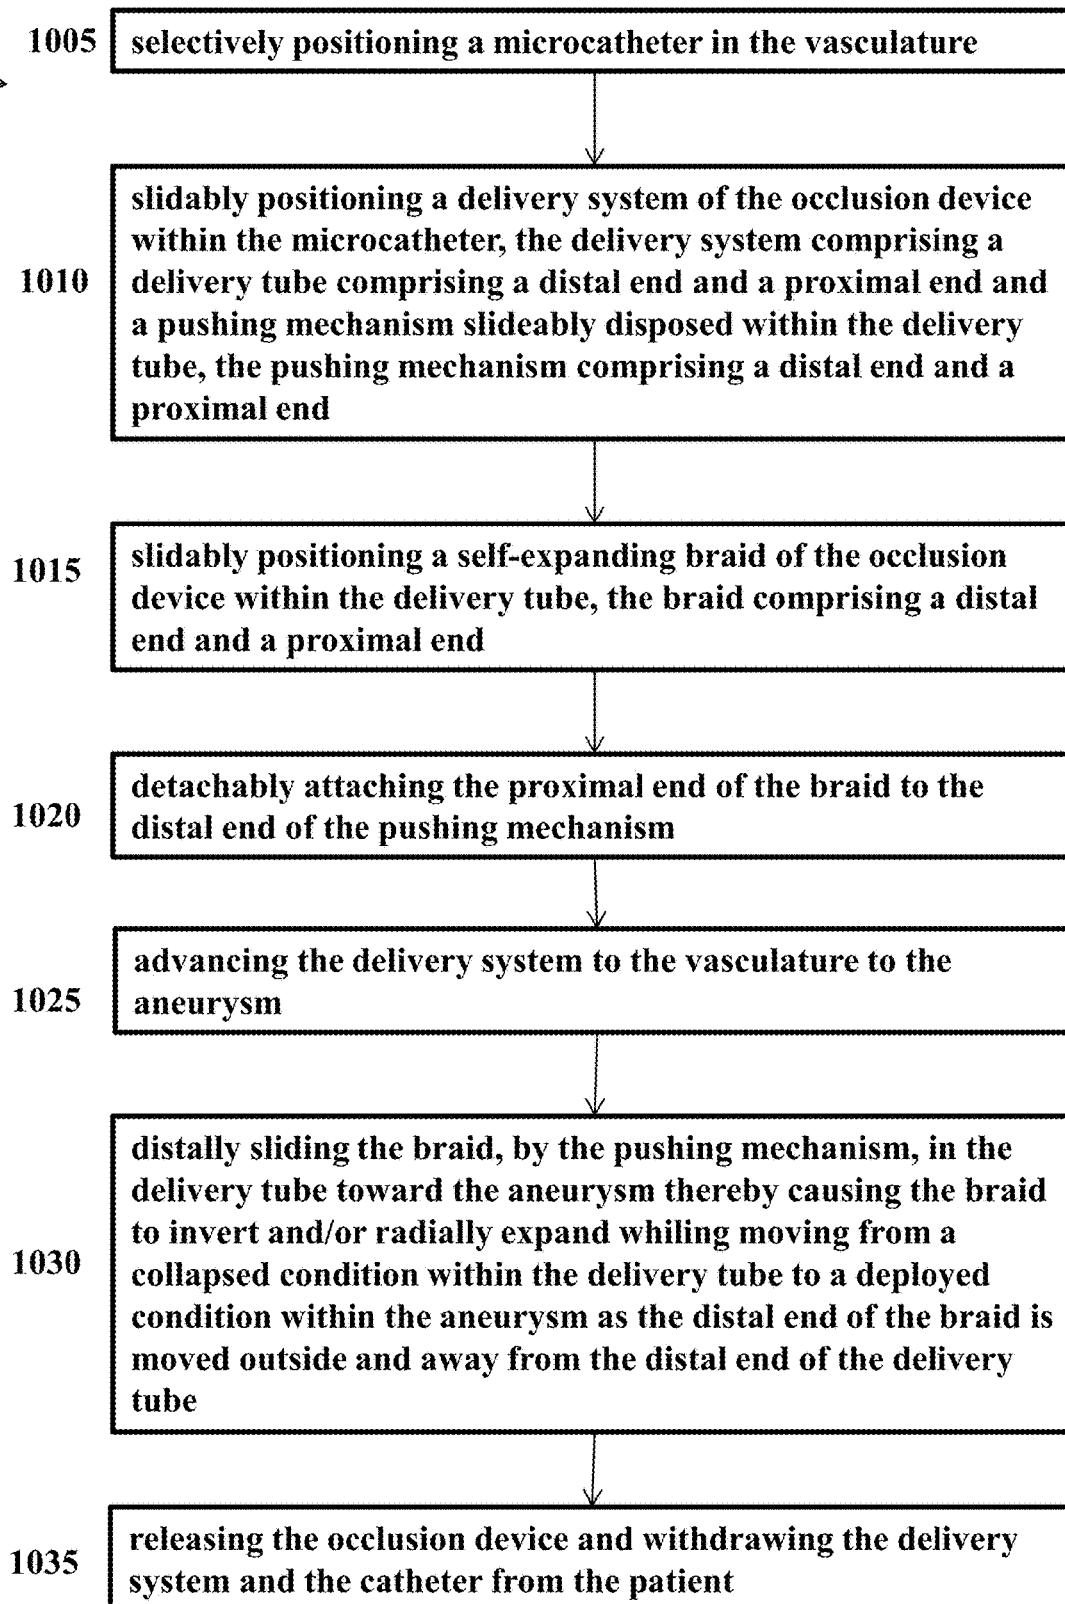 1005 selectively positioning a microcatheter in the vasculature
slidably positioning a delivery system of the occlusion device
within the microcatheter, the delivery system comprising a
1010 delivery tube comprising a distal end and a proximal end and
a pushing mechanism slideably disposed within the delivery
tube, the pushing mechanism comprising a distal end and a
proximal end
1015 slidably positioning a self-expanding braid of the occlusion
device within the delivery tube, the braid comprising a distal
end and a proximal end
detachably attaching the proximal end of the braid to the
1020 distal end of the pushing mechanism
advancing the delivery system to the vasculature to the
1025 aneurysm
distally sliding the braid, by the pushing mechanism, in the
delivery tube toward the aneurysm thereby causing the braid
to invert and/or radially expand whiling moving from a
1030 collapsed condition within the delivery tube to a deployed
condition within the aneurysm as the distal end of the braid is
moved outside and away from the distal end of the delivery
tube
releasing the occlusion device and withdrawing the delivery
1035 system and the catheter from the patient